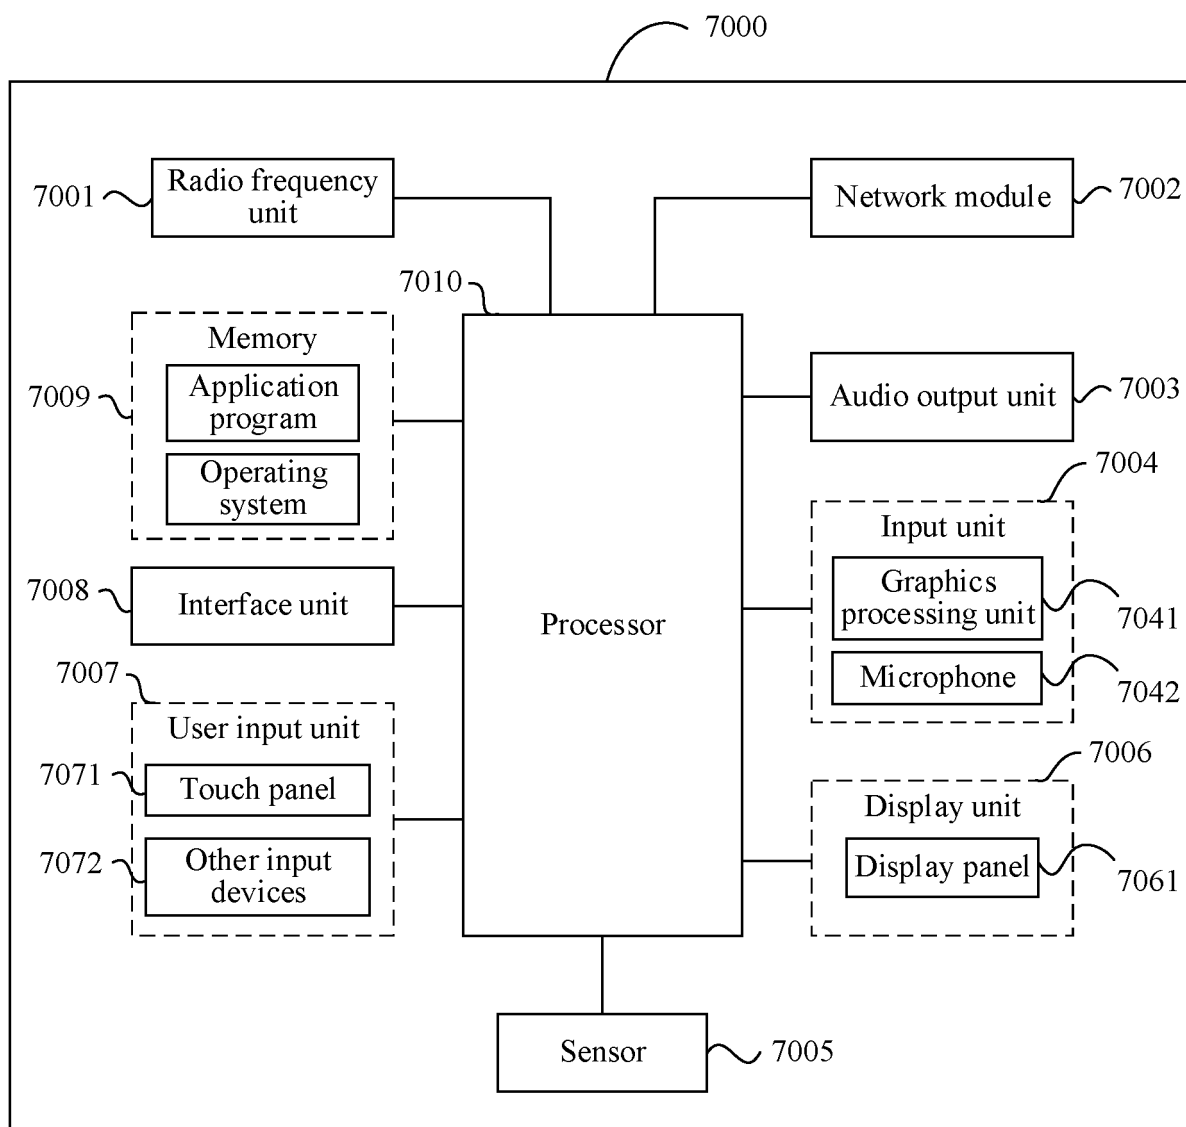 7000
7001
Radio frequency
unit
Network module
7002
7010
Memory
Application
program
Operating
system
7009
Audio output unit
7003
7004
Input unit
Graphics
processing unit
7041
Microphone
7042
7008
Interface unit
Processor
7007
User input unit
7071
Touch panel
7072
Other input
devices
7006
Display unit
Display panel
7061
Sensor
7005